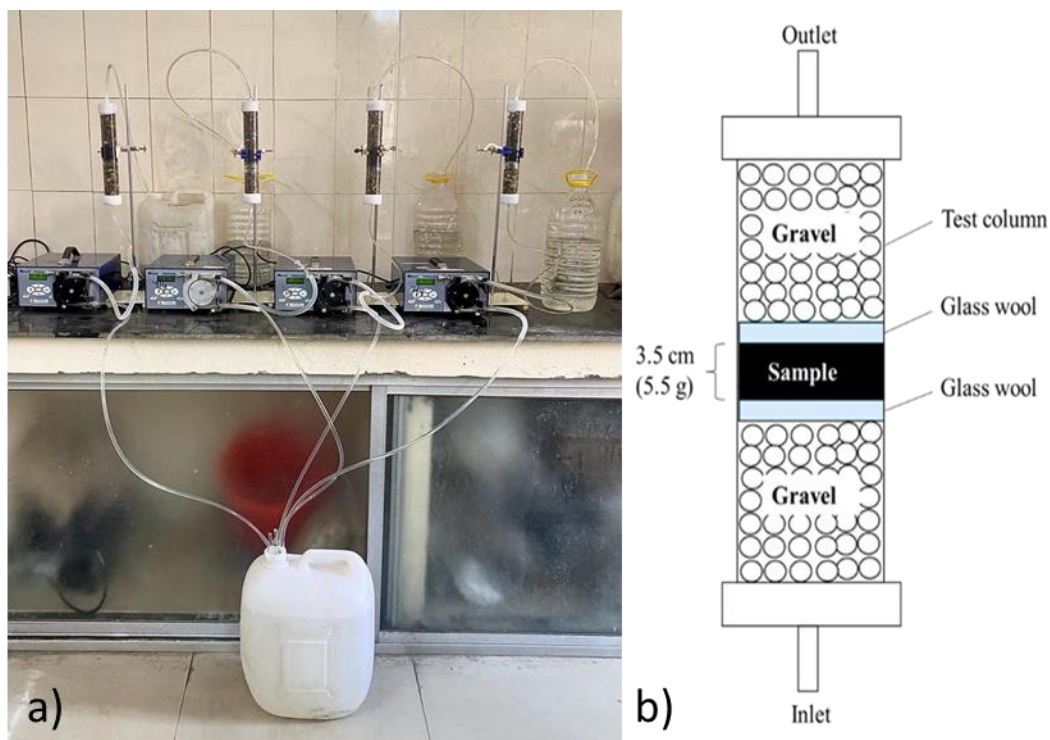 a)
Outlet
Gravel
Test column
Glass wool
3.5 cm
(5.5 g)
Sample
Glass wool
Gravel
Inlet
b)